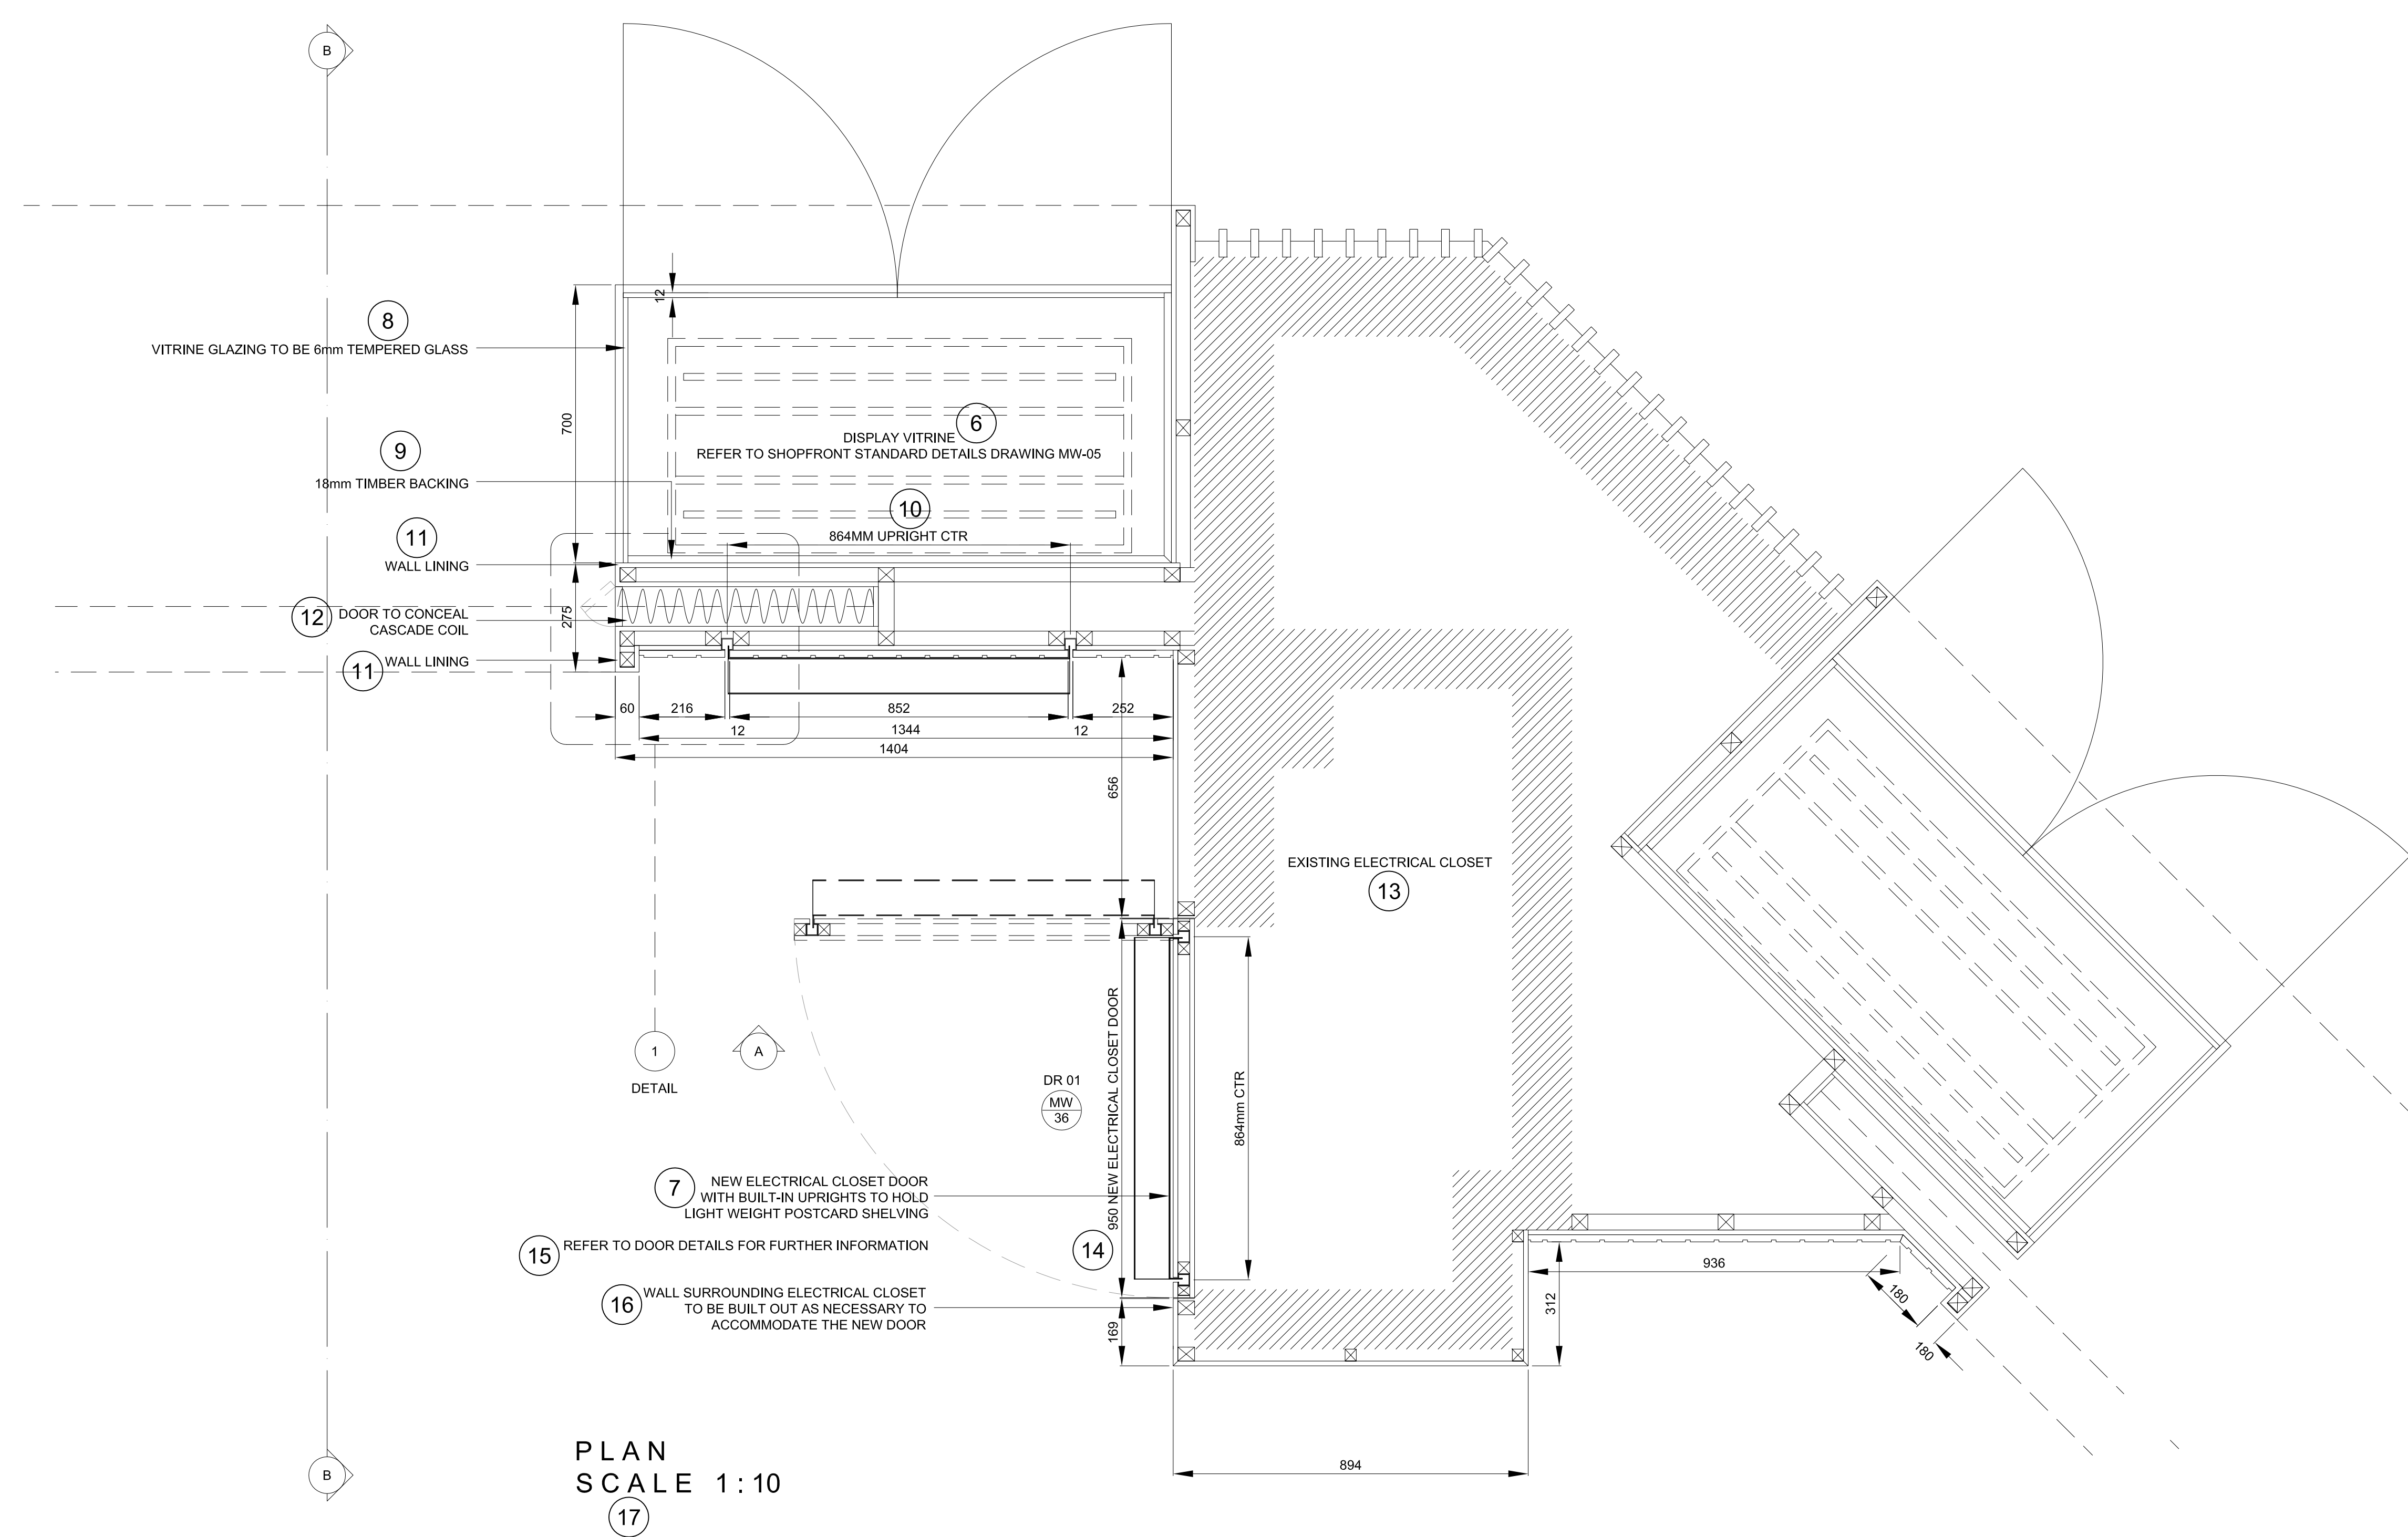 B
12
8
VITRINE GLAZING TO BE 6mm TEMPERED GLASS
700
6
DISPLAY VITRINE
REFER TO SHOPFRONT STANDARD DETAILS DRAWING MW-05
9
18mm TIMBER BACKING
10
864MM UPRIGHT CTR
11
WALL LINING
275
12
DOOR TO CONCEAL
CASCADE COIL
11
WALL LINING
60
216
852
252
12
1344
12
1404
656
EXISTING ELECTRICAL CLOSET
13
1
DETAIL
A
DR 01
MW
36
950 NEW ELECTRICAL CLOSET DOOR
864mm CTR
7
NEW ELECTRICAL CLOSET DOOR
WITH BUILT-IN UPRIGHTS TO HOLD
LIGHT WEIGHT POSTCARD SHELVING
14
15
REFER TO DOOR DETAILS FOR FURTHER INFORMATION
16
WALL SURROUNDING ELECTRICAL CLOSET
TO BE BUILT OUT AS NECESSARY TO
ACCOMMODATE THE NEW DOOR
169
936
312
180
180
894
B
PLAN
SCALE 1:10
17